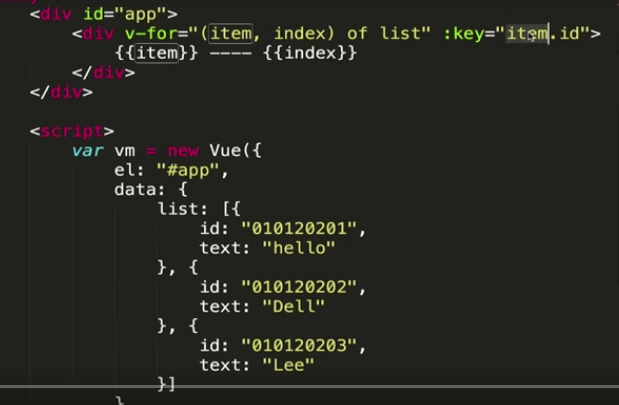 <div id="app">
<div v-for="(item, index) of list" :key="item.id">
{{item}} ---- {{index}}
</div>
</div>
<script>
var vm = new Vue({
el: "#app",
data: {
list: [{
id: "010120201",
text: "hello"
}, {
id: "010120202",
text: "Dell"
}, {
id: "010120203",
text: "Lee"
}]
}